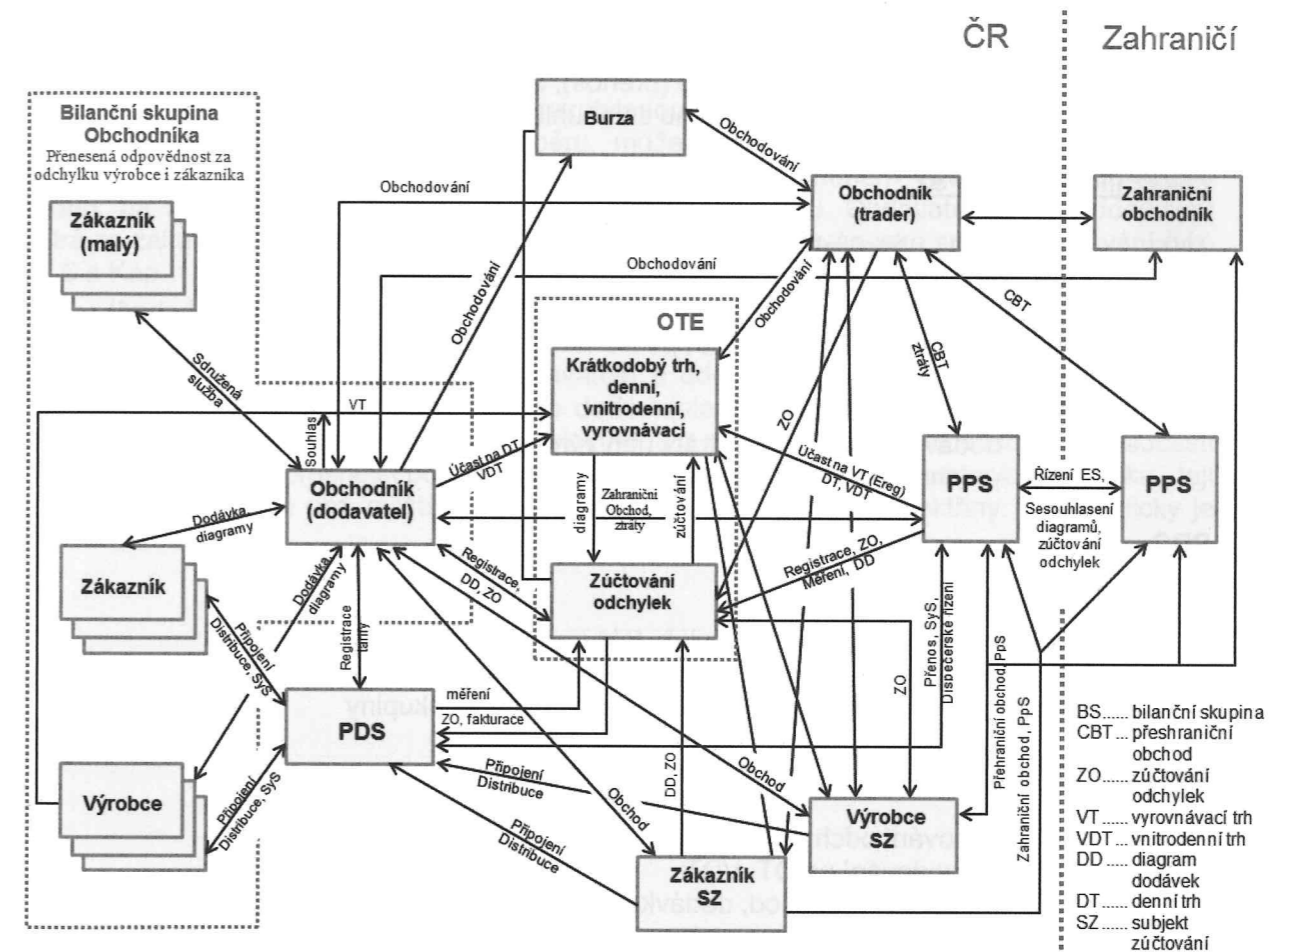 ČR
Zahraničí
Bilanční skupina
Obchodníka
Přenesená odpovědnost za
odchylku výrobce i zákazníka
Zákazník
(malý)
Burza
Obchodování
Obchodování
Obchodník
(trader)
Zahraniční
obchodník
Obchodování
Obchodování
Obchodování
CBT
CBT
ztráty
ZO
OTE
Krátkodobý trh,
denní,
vnitrodenní,
vyrovnávací
Sdružená
služba
VT
Souhlas
Účast na DT
VDT
Obchodník
(dodavatel)
diagramy
Zahraniční
Obchod,
ztráty
zúčtování
Účast na VT (Ereg)
DT, VDT
PPS
Řízení ES,
PPS
Sesouhlasení
diagramů,
zúčtování
odchylek
Dodávka,
diagramy
Zákazník
Dodávka,
diagramy
Registrace,
DD, ZO
Zúčtování
odchylek
Registrace, ZO,
Měření, DD
Připojení
Distribuce, SyS
Registrace
Přenos, SyS,
Dispečerské řízení
ZO
Přehraniční obchod, PpS
Zahraniční obchod, PpS
PDS
měření
ZO, fakturace
Připojení
Distribuce
DD, ZO
Obchod
Obchod
Výrobce
Připojení
Distribuce, SyS
Připojení
Distribuce
Výrobce
SZ
Zákazník
SZ
BS...... bilanční skupina
CBT ... přeshraniční
obchod
ZO ..... zúčtování
odchylek
VT ...... vyrovnávací trh
VDT ... vnitrodenní trh
DD ..... diagram
dodávek
DT ...... denní trh
SZ ...... subjekt
zúčtování